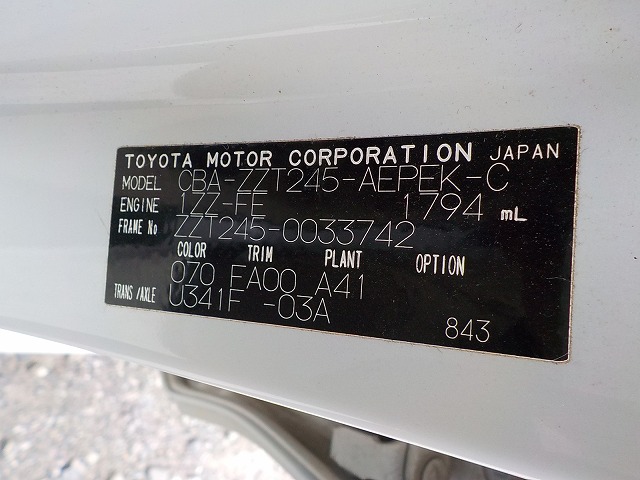 TOYOTA MOTOR CORPORATION JAPAN
MODEL CBA-ZZT245-AEPEK-C
ENGINE 1ZZ-FE 1794 mL
FRAME No ZZT245-0033742
COLOR TRIM PLANT OPTION
070 FA00 A41
TRANS/AXLE U341F -03A
843